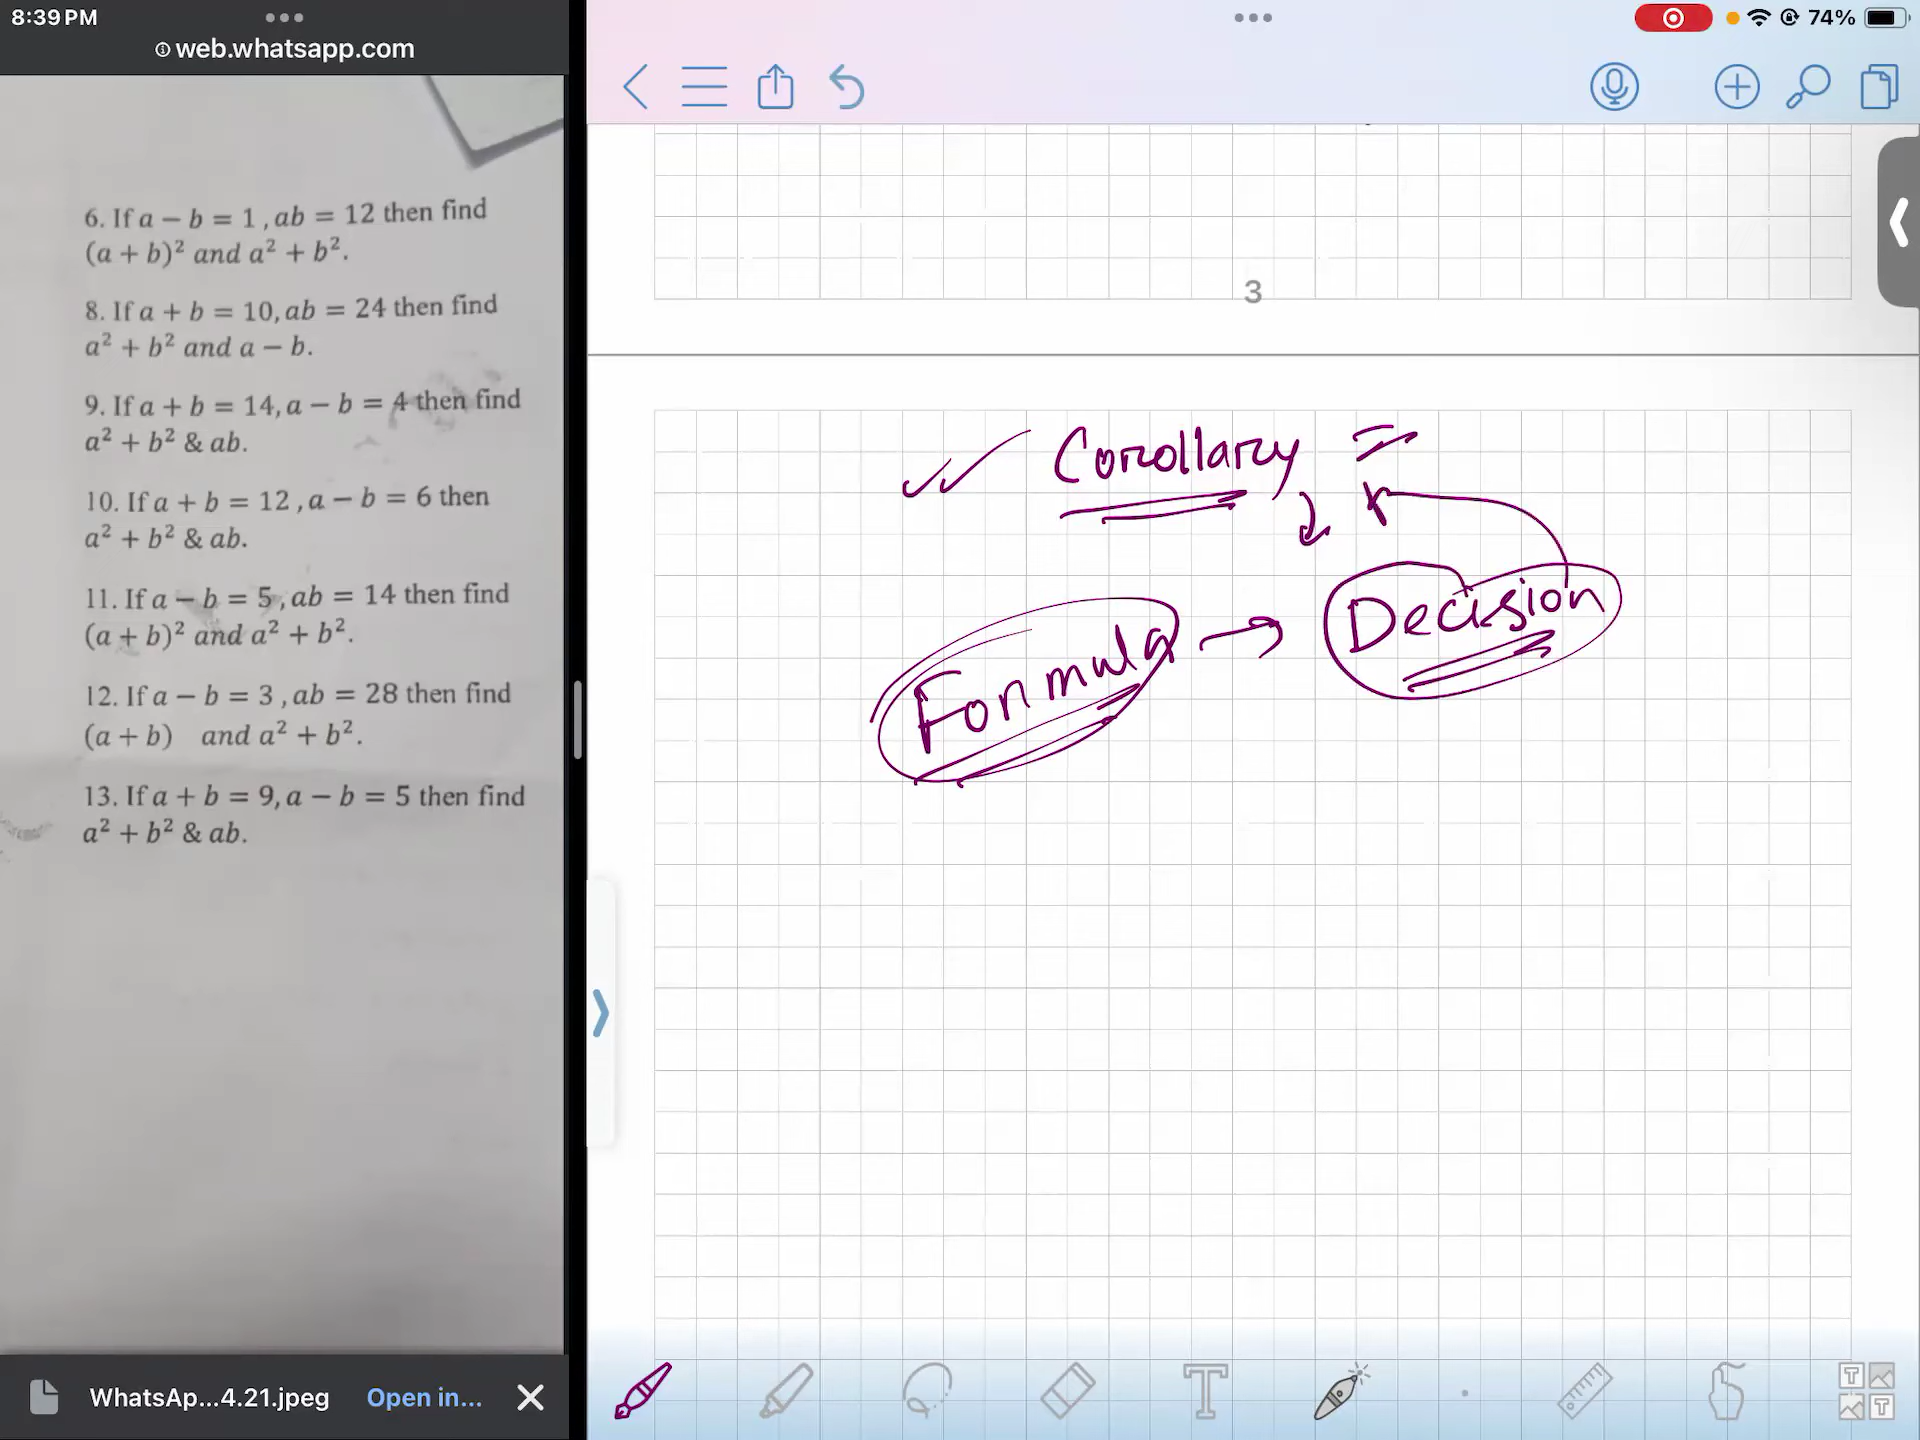 8:39 PM
web.whatsapp.com
6. If a − b = 1 , ab = 12 then find
(a + b)² and a² + b².
8. If a + b = 10, ab = 24 then find
a² + b² and a − b.
9. If a + b = 14, a − b = 4 then find
a² + b² & ab.
10. If a + b = 12 , a − b = 6 then
a² + b² & ab.
11. If a − b = 5 , ab = 14 then find
(a + b)² and a² + b².
12. If a − b = 3 , ab = 28 then find
(a + b) and a² + b².
13. If a + b = 9, a − b = 5 then find
a² + b² & ab.
WhatsAp...4.21.jpeg Open in...
74%
3
Corollary
Formula → Decision